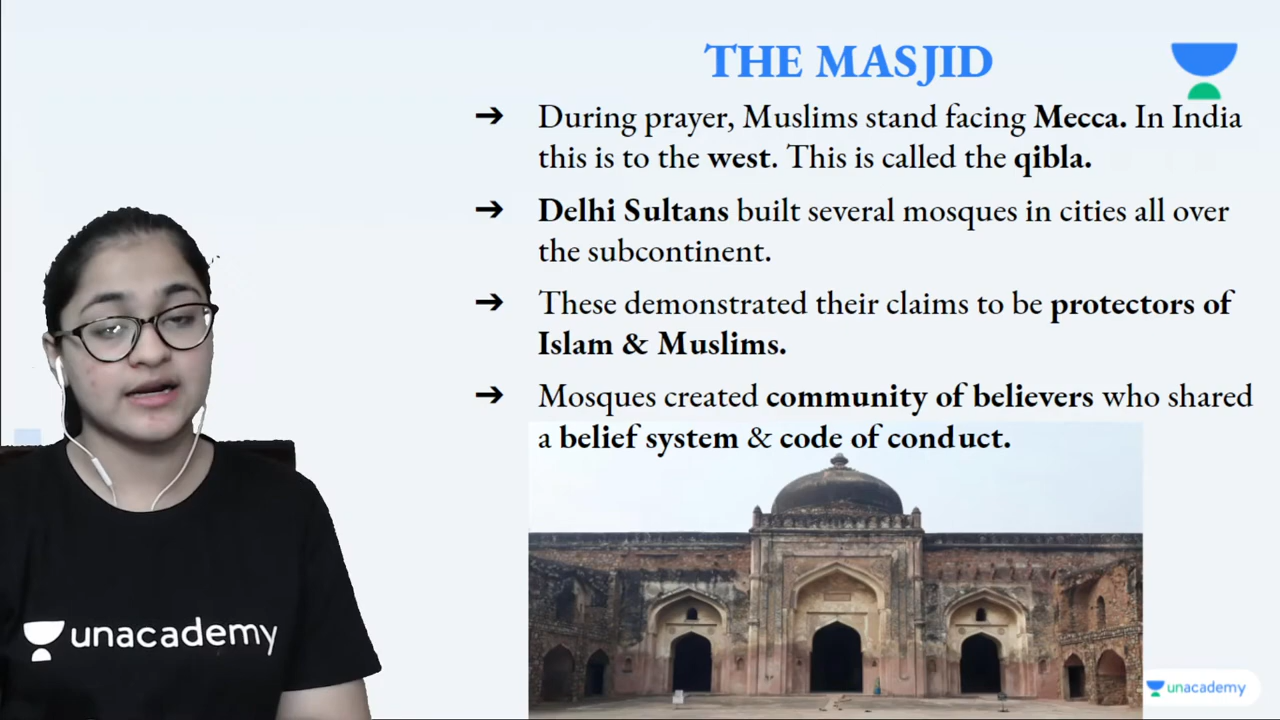 THE MASJID
➔ During prayer, Muslims stand facing Mecca. In India
this is to the west. This is called the qibla.
➔ Delhi Sultans built several mosques in cities all over
the subcontinent.
➔ These demonstrated their claims to be protectors of
Islam & Muslims.
➔ Mosques created community of believers who shared
a belief system & code of conduct.
unacademy
unacademy